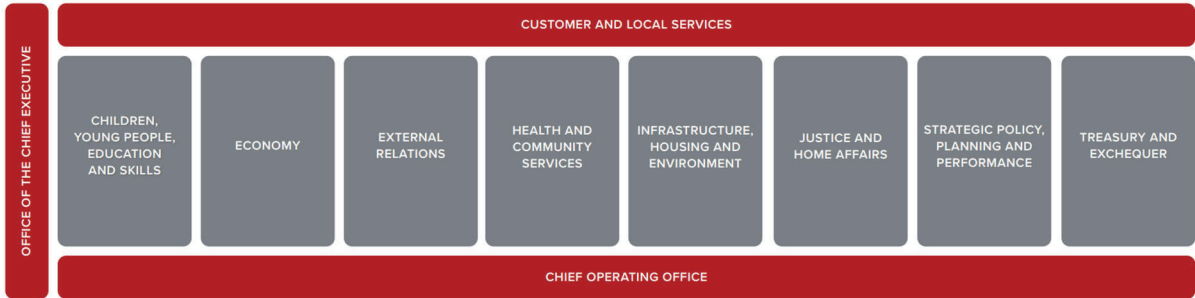 OFFICE OF THE CHIEF EXECUTIVE
CUSTOMER AND LOCAL SERVICES
CHILDREN,
YOUNG PEOPLE,
EDUCATION
AND SKILLS
ECONOMY
EXTERNAL
RELATIONS
HEALTH AND
COMMUNITY
SERVICES
INFRASTRUCTURE,
HOUSING AND
ENVIRONMENT
JUSTICE AND
HOME AFFAIRS
STRATEGIC POLICY,
PLANNING AND
PERFORMANCE
TREASURY AND
EXCHEQUER
CHIEF OPERATING OFFICE